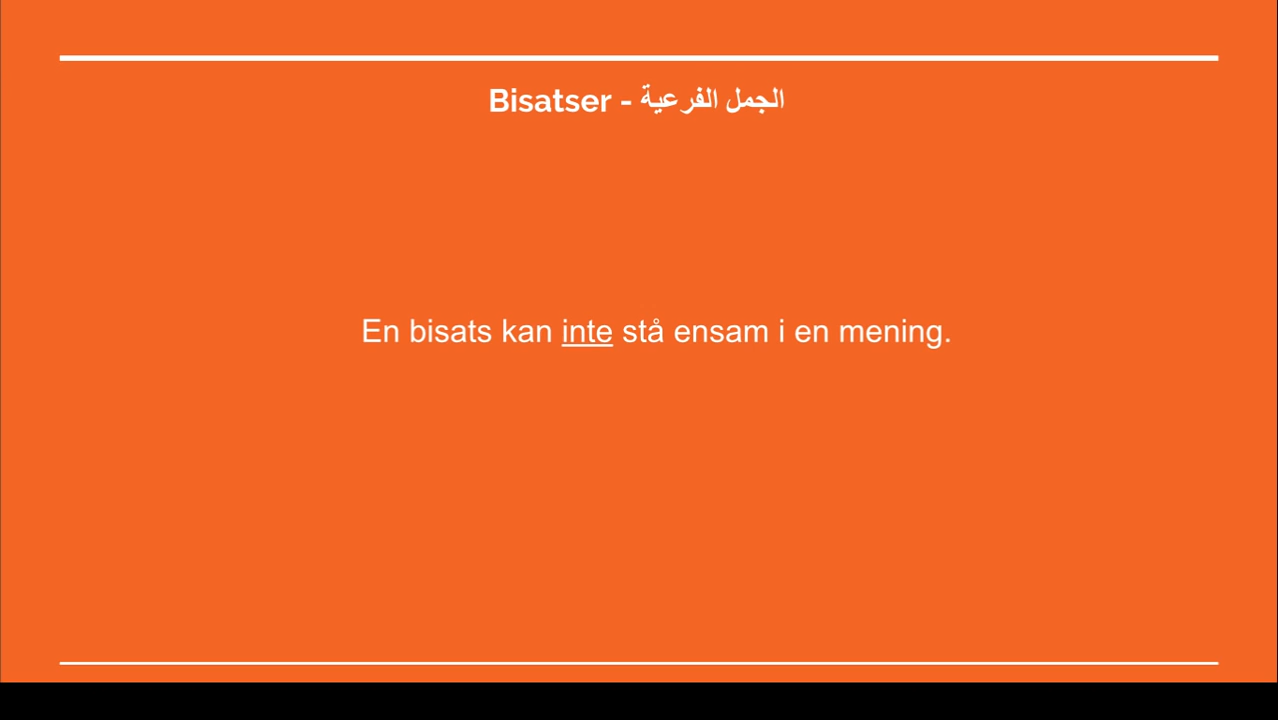 Bisatser - الجمل الفرعية
En bisats kan inte stå ensam i en mening.